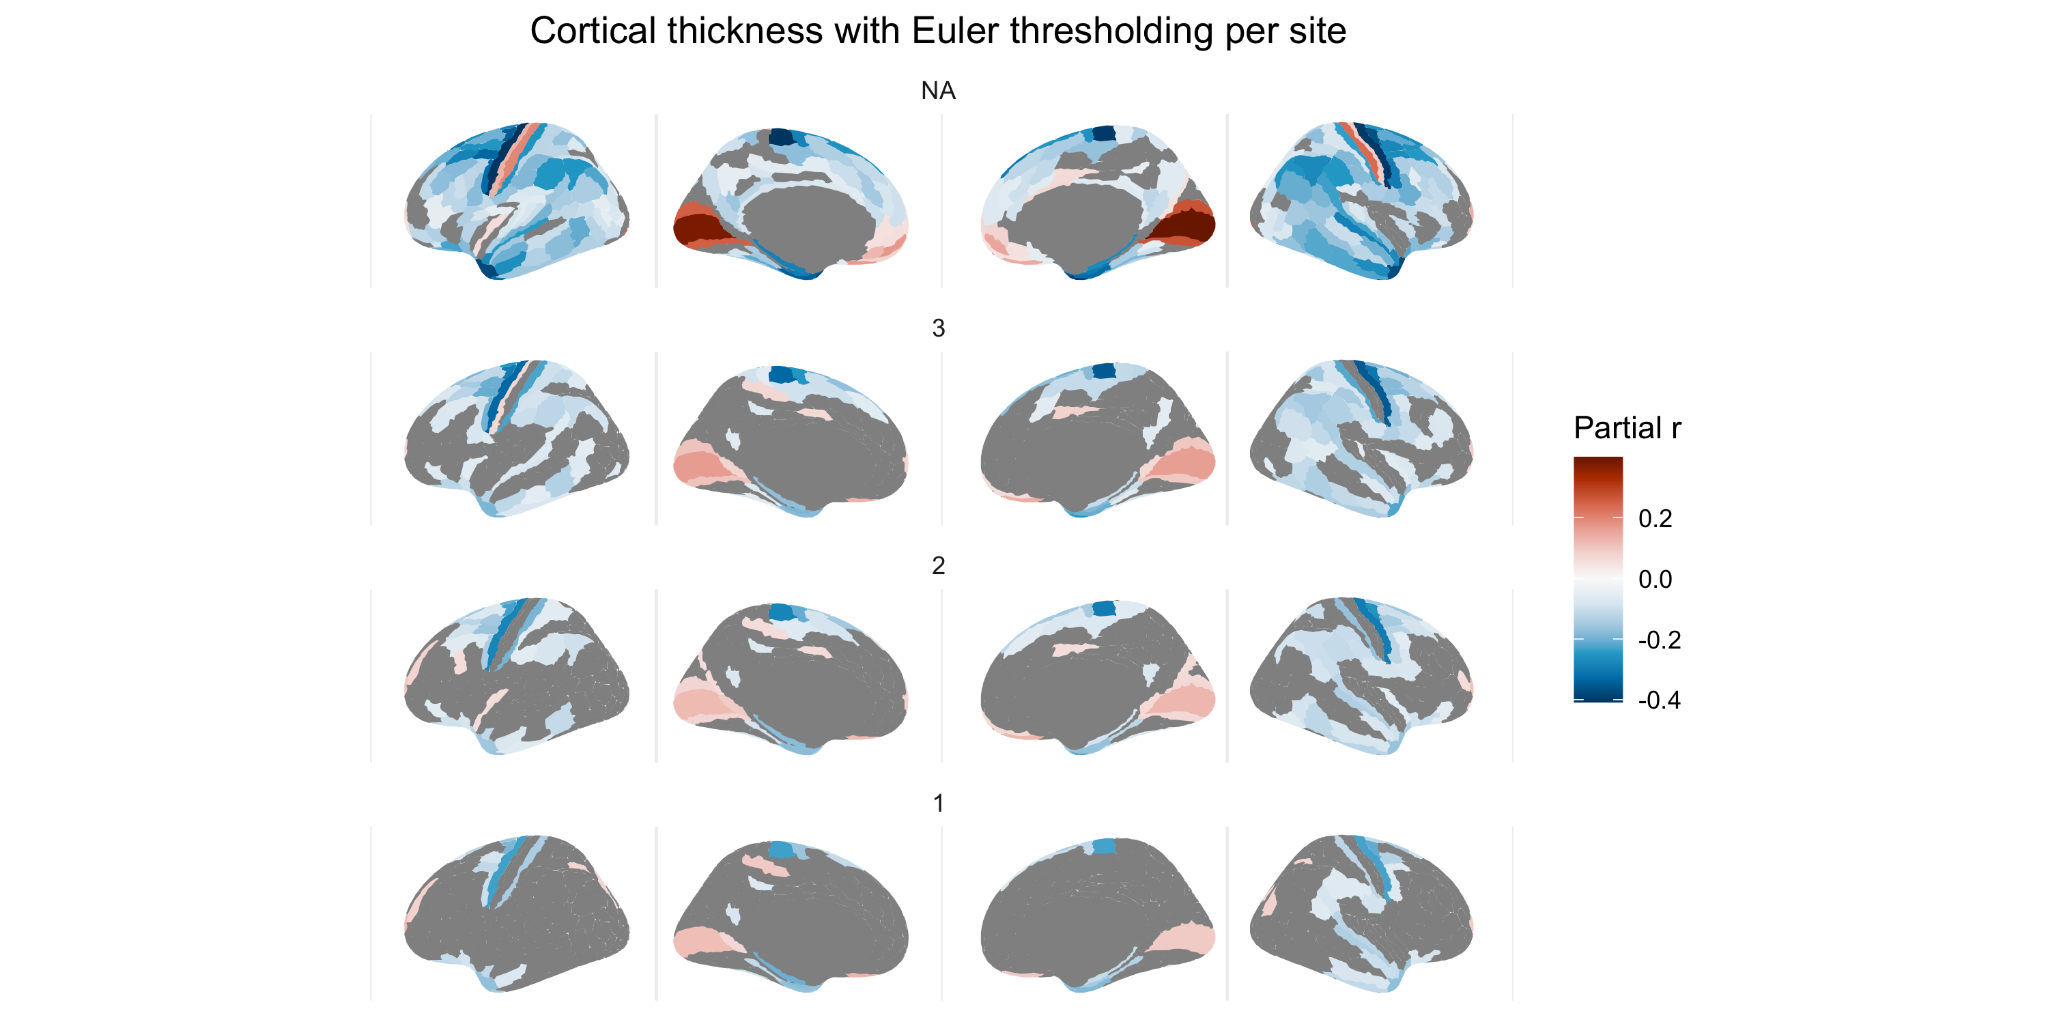 Cortical thickness with Euler thresholding per site
NA
3
2
1
Partial r
0.2
0.0
-0.2
-0.4